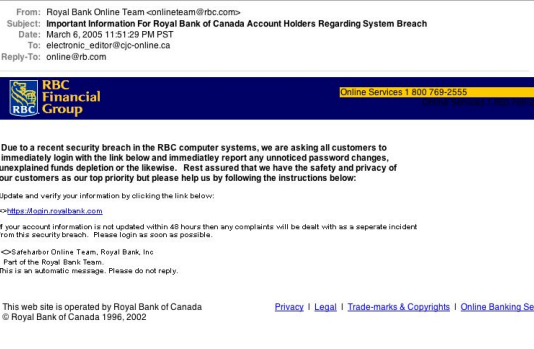 From: Royal Bank Online Team <onlineteam@rbc.com>
Subject: Important Information For Royal Bank of Canada Account Holders Regarding System Breach
Date: March 6, 2005 11:51:29 PM PST
To: electronic_editor@cjc-online.ca
Reply-To: online@rb.com
RBC
Financial
Group
RBC
Online Services 1 800 769-2555
Due to a recent security breach in the RBC computer systems, we are asking all customers to
immediately login with the link below and immediatley report any unnoticed password changes,
unexplained funds depletion or the likewise. Rest assured that we have the safety and privacy of
our customers as our top priority but please help us by following the instructions below:
Update and verify your information by clicking the link below:
<>https://login.royalbank.com
If your account information is not updated within 48 hours then any complaints will be dealt with as a seperate incident
from this security breach. Please login as soon as possible.
<>Safeharbor Online Team, Royal Bank, Inc
Part of the Royal Bank Team.
This is an automatic message. Please do not reply.
This web site is operated by Royal Bank of Canada
Privacy | Legal | Trade-marks & Copyrights | Online Banking Se
© Royal Bank of Canada 1996, 2002